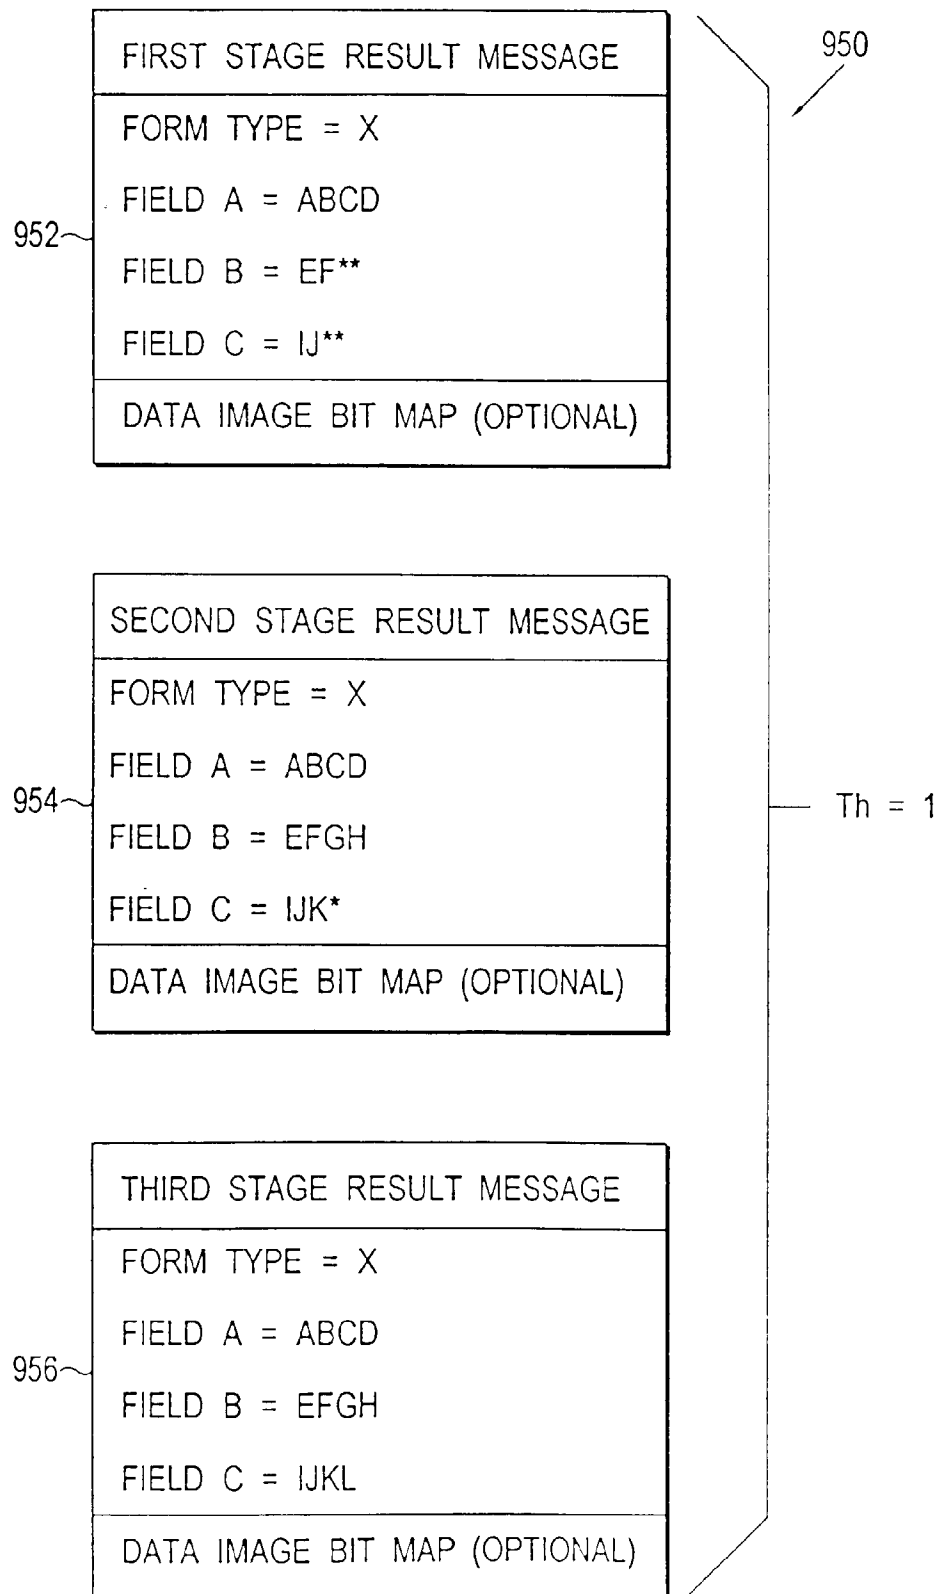 FIRST STAGE RESULT MESSAGE
950
FORM TYPE = X
FIELD A = ABCD
952
FIELD B = EF**
FIELD C = IJ**
DATA IMAGE BIT MAP (OPTIONAL)
SECOND STAGE RESULT MESSAGE
FORM TYPE = X
FIELD A = ABCD
954
Th = 1
FIELD B = EFGH
FIELD C = IJK*
DATA IMAGE BIT MAP (OPTIONAL)
THIRD STAGE RESULT MESSAGE
FORM TYPE = X
FIELD A = ABCD
956
FIELD B = EFGH
FIELD C = IJKL
DATA IMAGE BIT MAP (OPTIONAL)